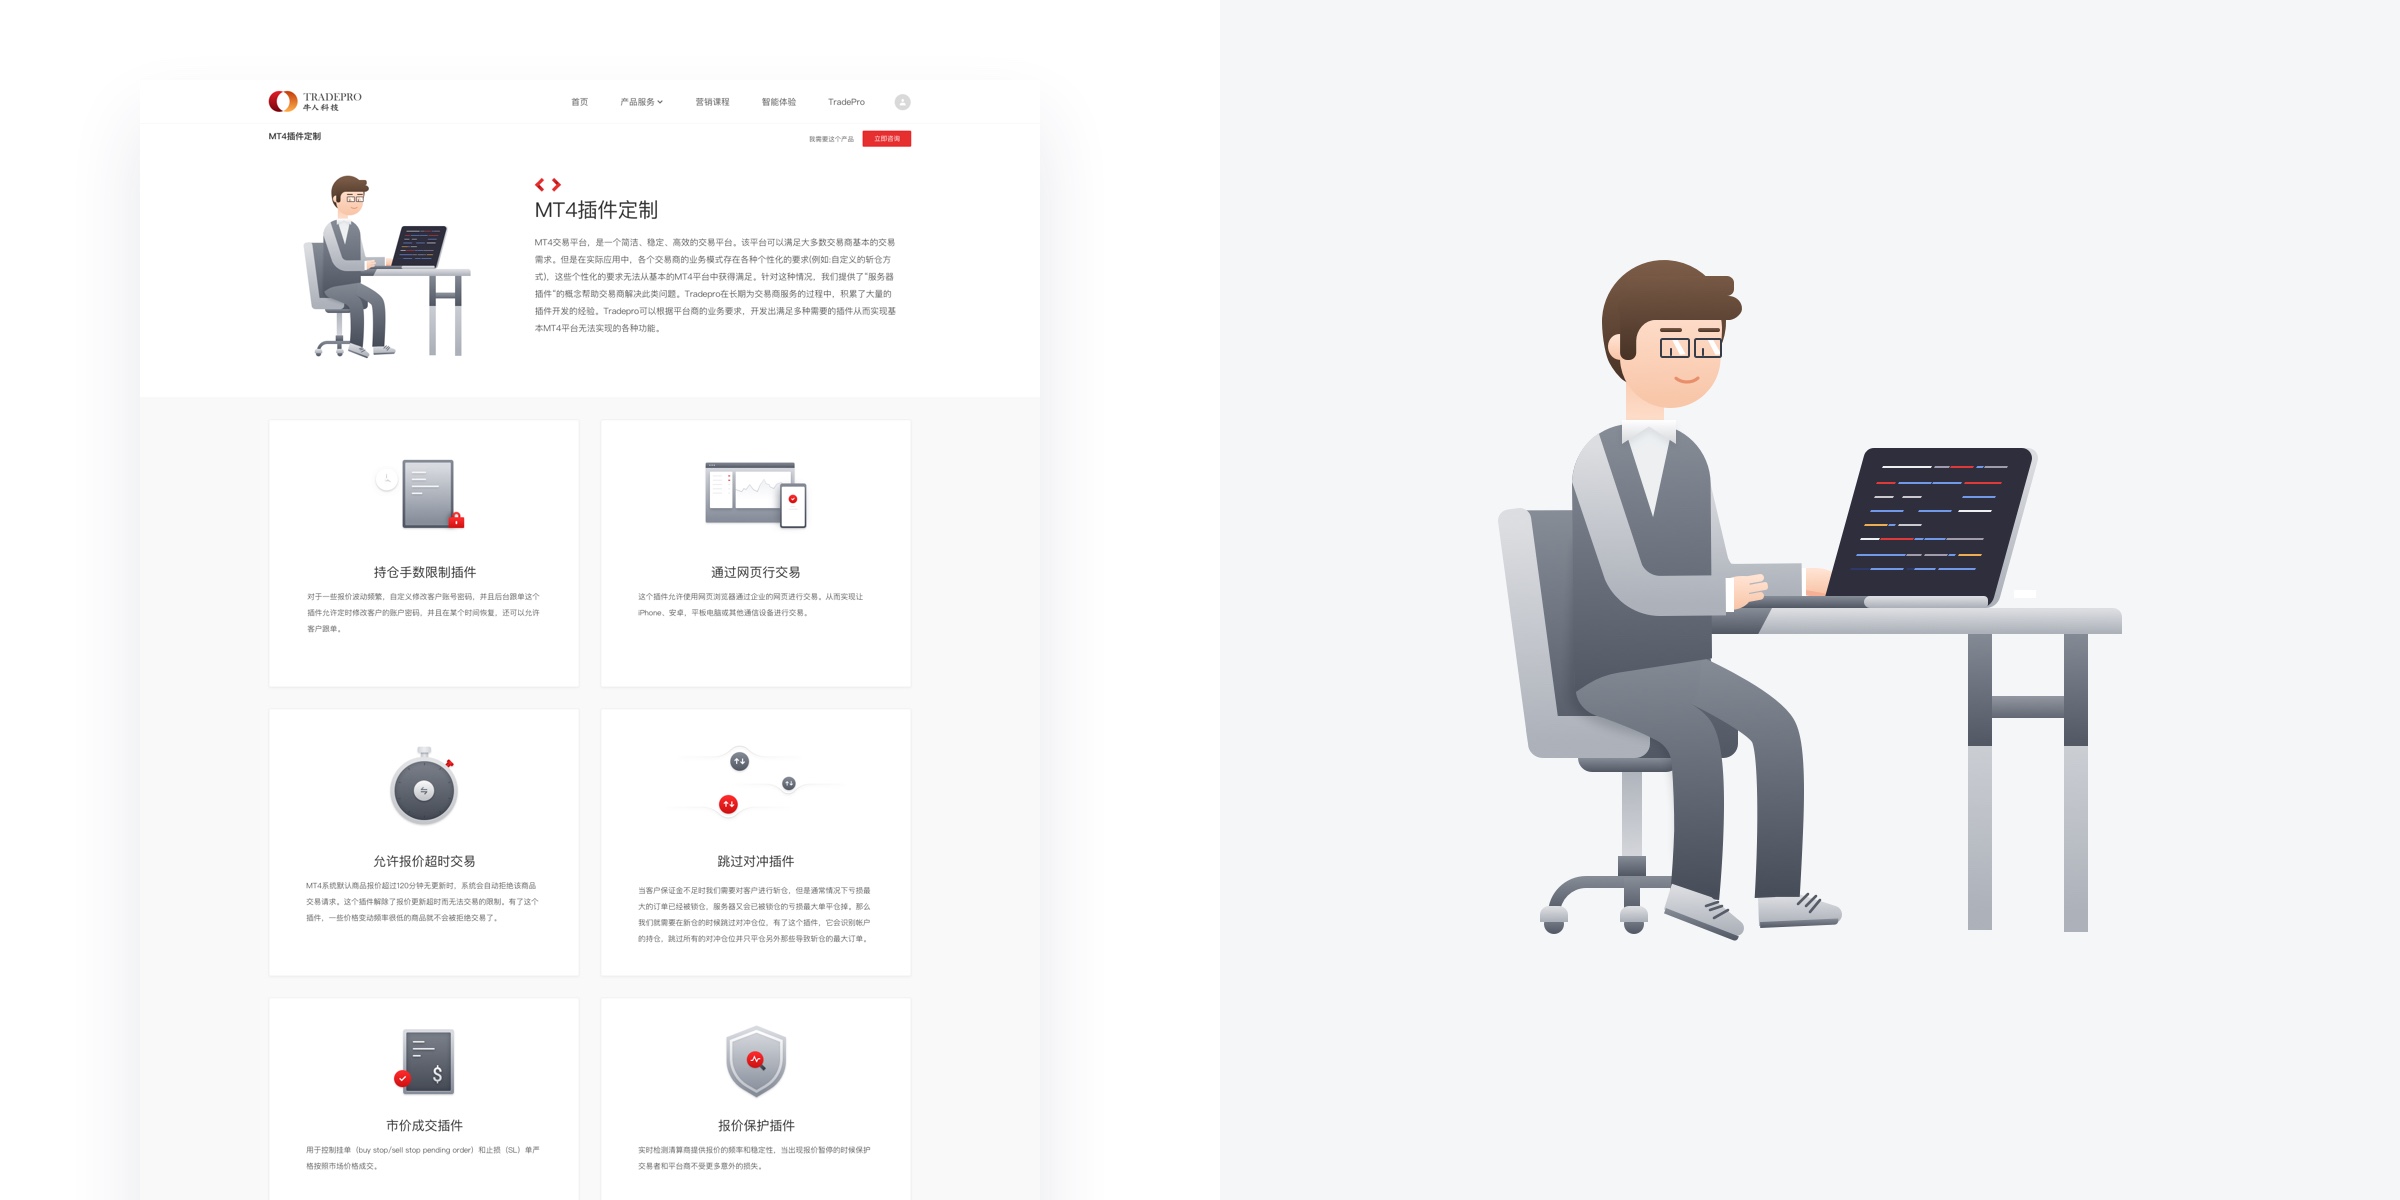 TRADEPRO
牛人科技
首页 产品服务 营销课程 智能体验 TradePro
MT4插件定制
我需要这个产品 立即咨询
MT4插件定制
MT4交易平台，是一个简洁、稳定、高效的交易平台。该平台可以满足大多数交易商基本的交易
需求。但是在实际应用中，各个交易商的业务模式存在各种个性化的要求(例如:自定义的斩仓方
式)，这些个性化的要求无法从基本的MT4平台中获得满足。针对这种情况，我们提供了“服务器
插件”的概念帮助交易商解决此类问题。Tradepro在长期为交易商服务的过程中，积累了大量的
插件开发的经验。Tradepro可以根据平台商的业务要求，开发出满足多种需要的插件从而实现基
本MT4平台无法实现的各种功能。
持仓手数限制插件
对于一些报价波动频繁，自定义修改客户账号密码，并且后台跟单这个
插件允许定时修改客户的账户密码，并且在某个时间恢复，还可以允许
客户跟单。
通过网页行交易
这个插件允许使用网页浏览器通过企业的网页进行交易。从而实现让
iPhone、安卓、平板电脑或其他通信设备进行交易。
允许报价超时交易
MT4系统默认商品报价超过120分钟无更新时，系统会自动拒绝该商品
交易请求。这个插件解除了报价更新超时而无法交易的限制。有了这个
插件，一些价格变动频率很低的商品就不会被拒绝交易了。
跳过对冲插件
当客户保证金不足时我们需要对客户进行斩仓，但是通常情况下亏损最
大的订单已经被锁仓，服务器又会已被锁仓的亏损最大单平仓掉。那么
我们就需要在斩仓的时候跳过对冲仓位，有了这个插件，它会识别帐户
的持仓，跳过所有的对冲仓位并只平仓另外那些导致斩仓的最大订单。
$
市价成交插件
用于控制挂单（buy stop/sell stop pending order）和止损（SL）单严
格按照市场价格成交。
报价保护插件
实时检测清算商提供报价的频率和稳定性，当出现报价暂停的时候保护
交易者和平台商不受更多意外的损失。